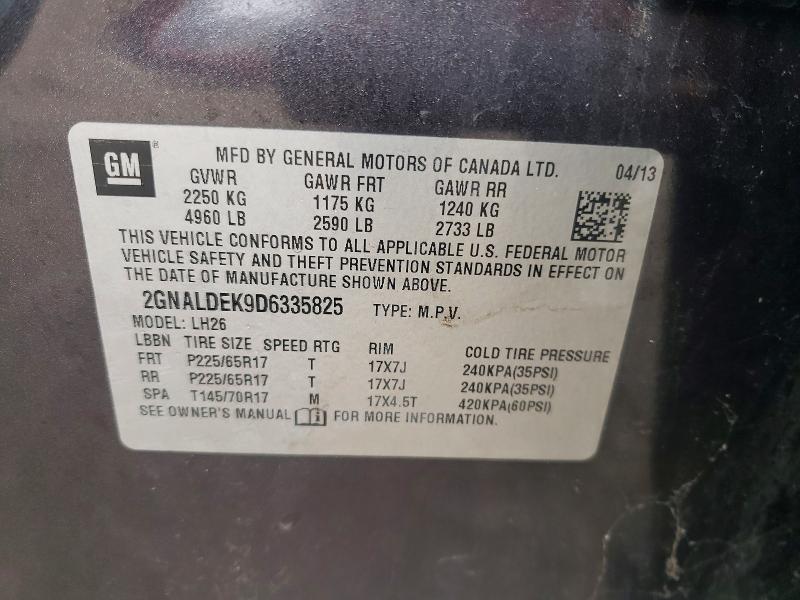 GM ®
MFD BY GENERAL MOTORS OF CANADA LTD. 04/13
GVWR GAWR FRT GAWR RR
2250 KG 1175 KG 1240 KG
4960 LB 2590 LB 2733 LB
THIS VEHICLE CONFORMS TO ALL APPLICABLE U.S. FEDERAL MOTOR
VEHICLE SAFETY AND THEFT PREVENTION STANDARDS IN EFFECT ON
THE DATE OF MANUFACTURE SHOWN ABOVE.
2GNALDEK9D6335825 TYPE: M.P.V.
MODEL: LH26
LBBN TIRE SIZE SPEED RTG RIM COLD TIRE PRESSURE
FRT P225/65R17 T 17X7J 240KPA(35PSI)
RR P225/65R17 T 17X7J 240KPA(35PSI)
SPA T145/70R17 M 17X4.5T 420KPA(60PSI)
SEE OWNER'S MANUAL FOR MORE INFORMATION.